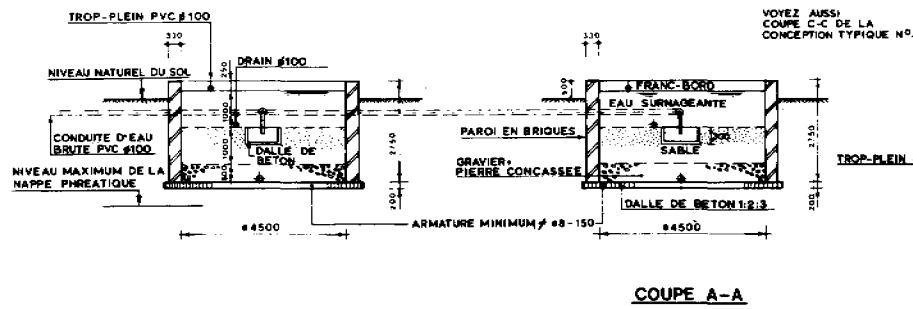 TROP-PLEIN PVC ø100
330
250
DRAIN ø100
NIVEAU NATUREL DU SOL
1000
1000
500
2750
CONDUITE D'EAU
BRUTE PVC ø100
DALLE DE
BETON
NIVEAU MAXIMUM DE LA
NAPPE PHREATIQUE
200
ø4500
ARMATURE MINIMUM ≠ ø8-150
330
VOYEZ AUSSI
COUPE C-C DE LA
CONCEPTION TYPIQUE Nº.
FRANC-BORD
EAU SURNAGEANTE
PAROI EN BRIQUES
300
SABLE
GRAVIER+
PIERRE CONCASSEE
2750
TROP-PLEIN
DALLE DE BETON 1:2:3
200
ø4500
COUPE A-A